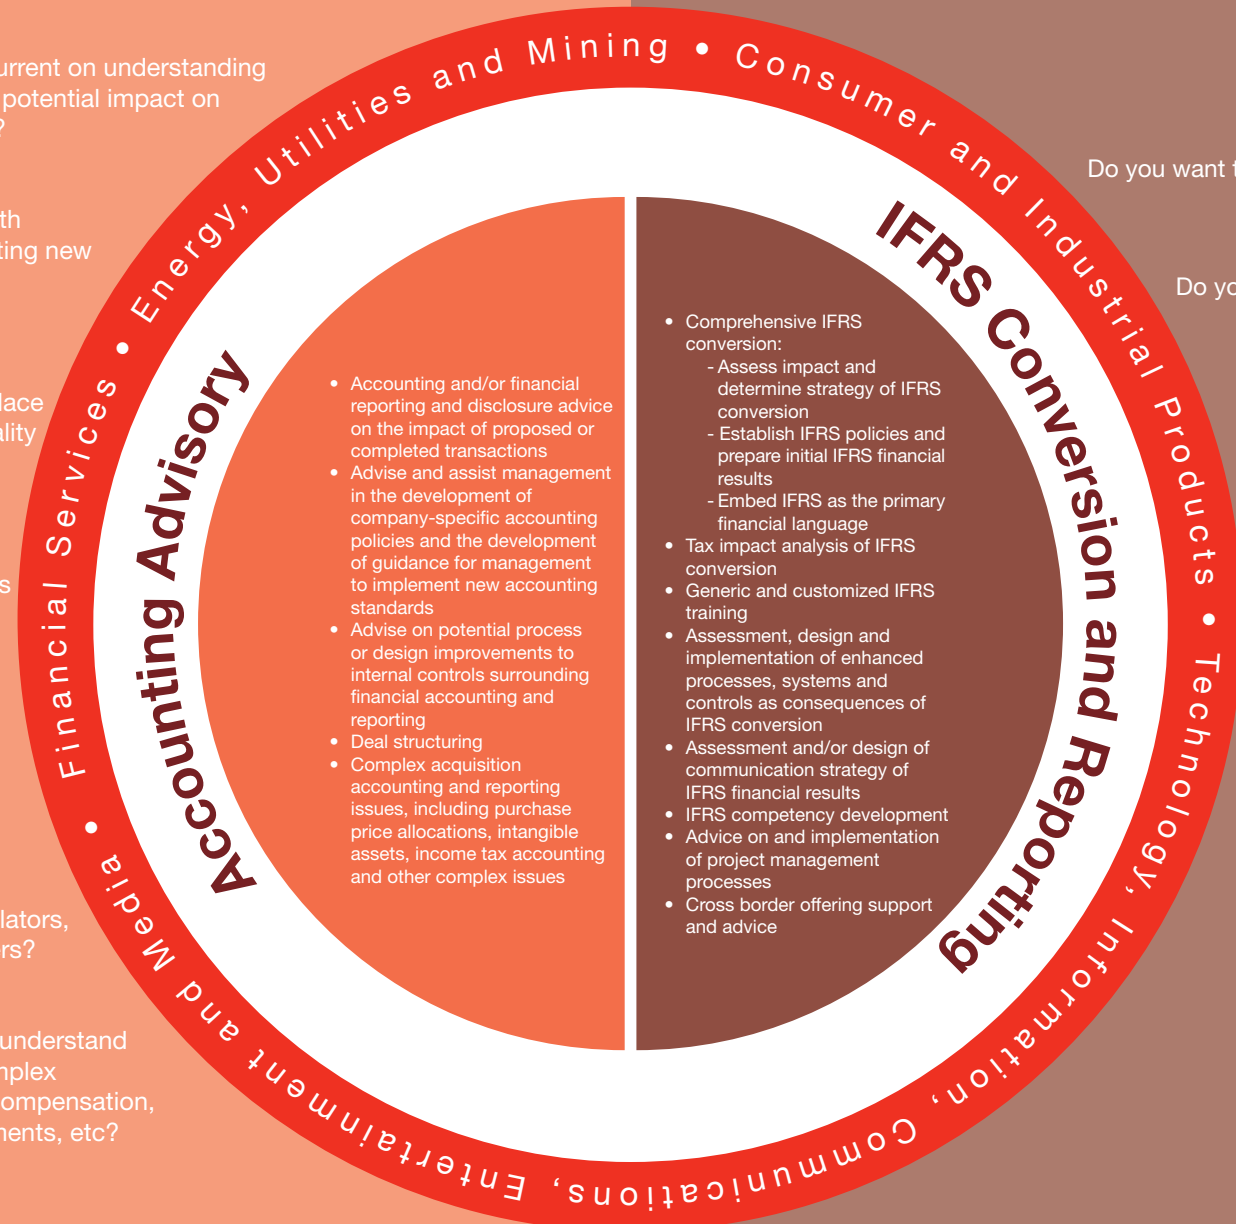 Energy, Utilities and Mining • Consumer and Industrial Products • Technology, Information, Communications, Entertainment and Media • Financial Services •
urrent on understanding
potential impact on
?
ting new
lace
ality
lators,
ers?
understand
mplex
ompensation,
ments, etc?
Accounting Advisory
• Accounting and/or financial
reporting and disclosure advice
on the impact of proposed or
completed transactions
• Advise and assist management
in the development of
company-specific accounting
policies and the development
of guidance for management
to implement new accounting
standards
• Advise on potential process
or design improvements to
internal controls surrounding
financial accounting and
reporting
• Deal structuring
• Complex acquisition
accounting and reporting
issues, including purchase
price allocations, intangible
assets, income tax accounting
and other complex issues
IFRS Conversion and Reporting
• Comprehensive IFRS
conversion:
- Assess impact and
determine strategy of IFRS
conversion
- Establish IFRS policies and
prepare initial IFRS financial
results
- Embed IFRS as the primary
financial language
• Tax impact analysis of IFRS
conversion
• Generic and customized IFRS
training
• Assessment, design and
implementation of enhanced
processes, systems and
controls as consequences of
IFRS conversion
• Assessment and/or design of
communication strategy of
IFRS financial results
• IFRS competency development
• Advice on and implementation
of project management
processes
• Cross border offering support
and advice
Do you want
Do yo